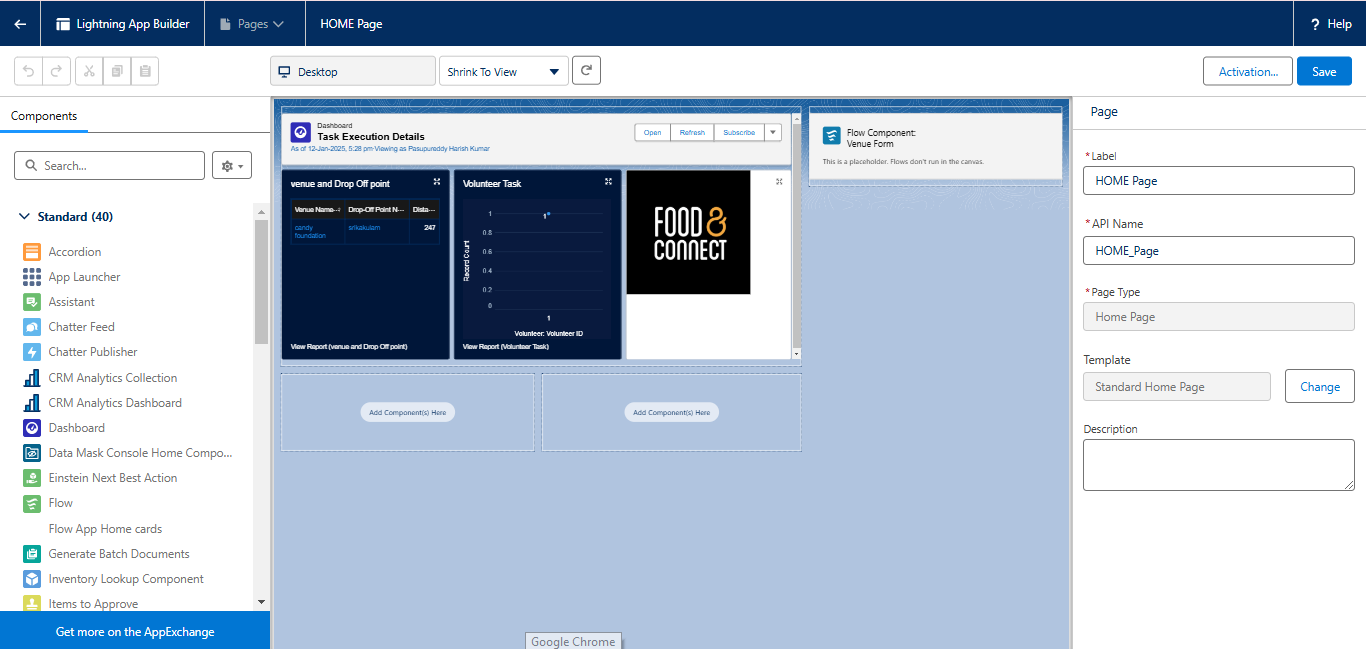 Lightning App Builder
Pages
HOME Page
? Help
Desktop
Shrink To View
Activation...
Save
Components
Search...
Standard (40)
Accordion
App Launcher
Assistant
Chatter Feed
Chatter Publisher
CRM Analytics Collection
CRM Analytics Dashboard
Dashboard
Data Mask Console Home Compo...
Einstein Next Best Action
Flow
Flow App Home cards
Generate Batch Documents
Inventory Lookup Component
Items to Approve
Get more on the AppExchange
Dashboard
Task Execution Details
As of 12-Jan-2025, 5:28 pm·Viewing as Pasupureddy Harish Kumar
Open
Refresh
Subscribe
venue and Drop Off point
Venue Name...
Drop-Off Point N...
Dista...
candy
foundation
srikakulam
247
View Report (venue and Drop Off point)
Volunteer Task
Record Count
1
0.8
0.6
0.4
0.2
0
1
1
Volunteer: Volunteer ID
View Report (Volunteer Task)
FOOD &
CONNECT
Add Component(s) Here
Add Component(s) Here
Flow Component:
Venue Form
This is a placeholder. Flows don't run in the canvas.
Google Chrome
Page
*Label
HOME Page
*API Name
HOME_Page
*Page Type
Home Page
Template
Standard Home Page
Change
Description